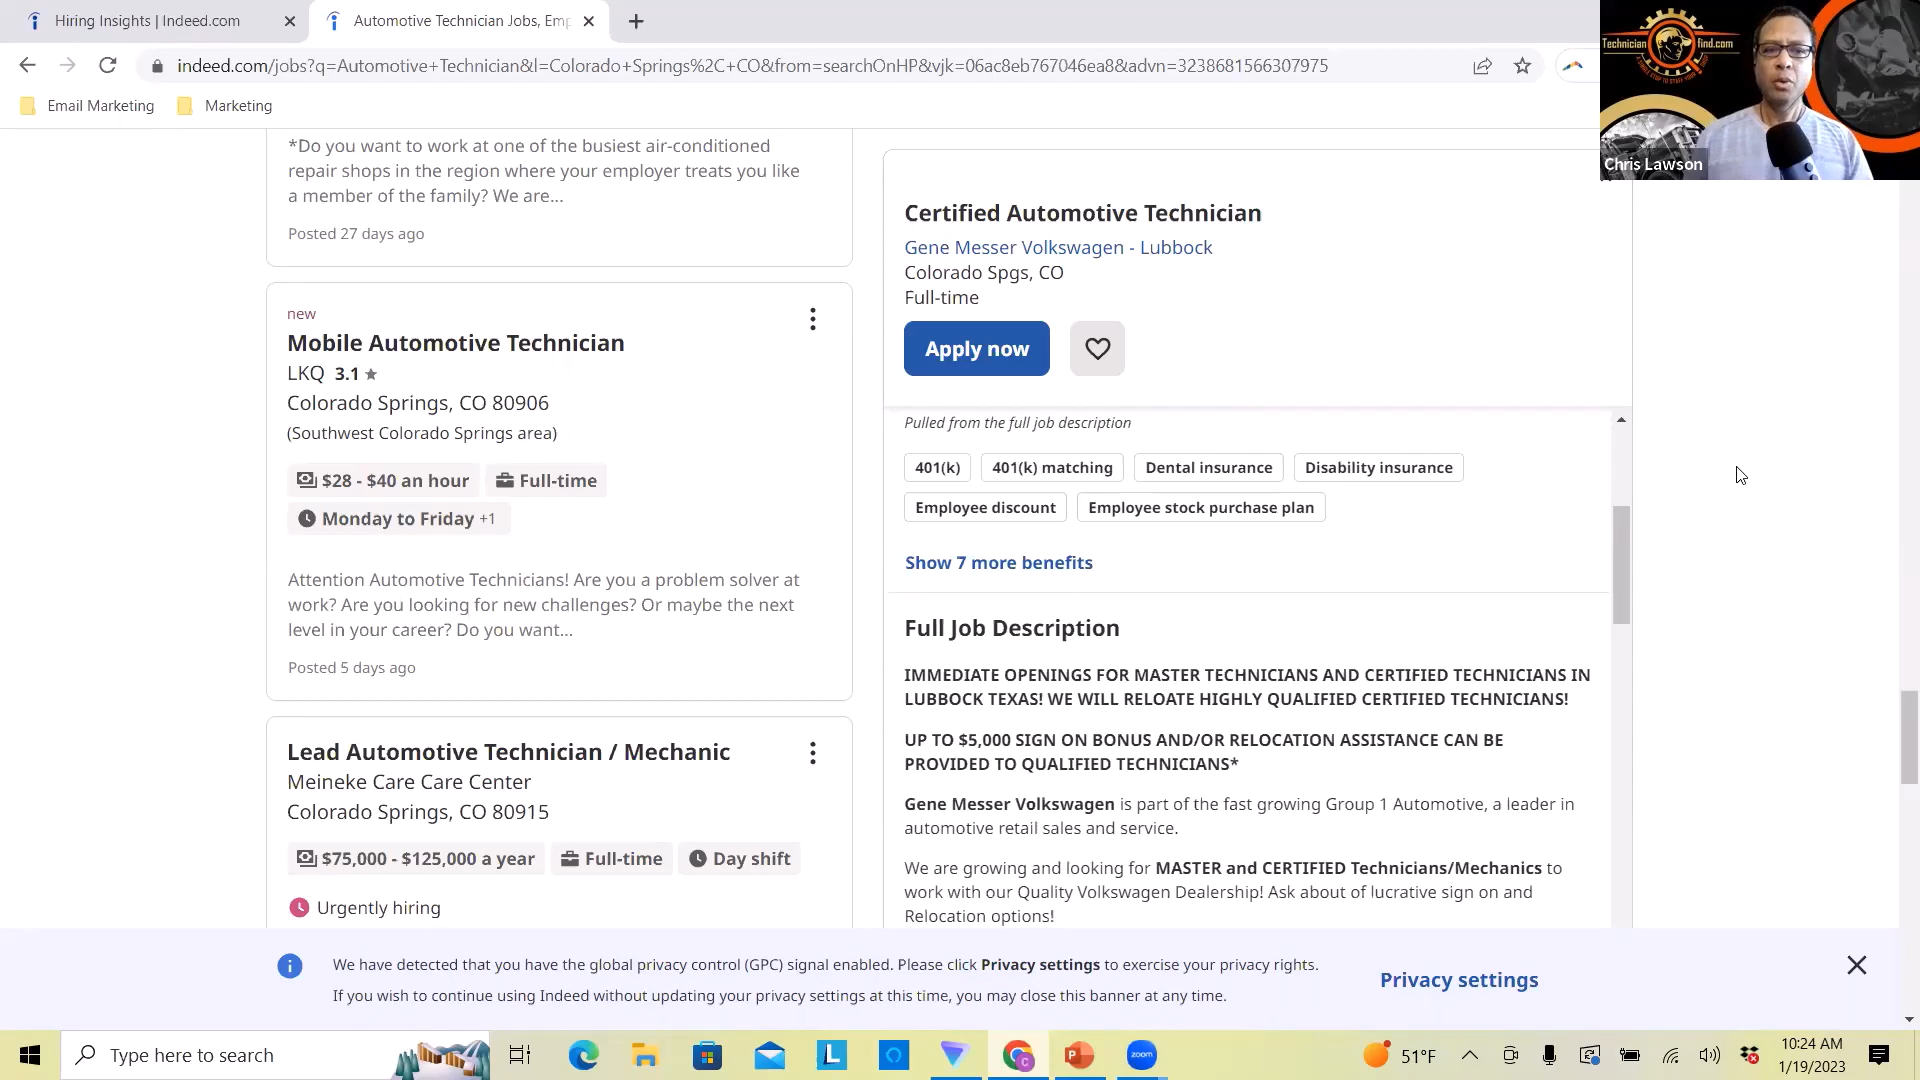 Hiring Insights | Indeed.com
Automotive Technician Jobs, Emp
indeed.com/jobs?q=Automotive+Technician&l=Colorado+Springs%2C+CO&from=searchOnHP&vjk=06ac8eb767046ea8&advn=3238681566307975
Email Marketing
Marketing
Technician find.com
Chris Lawson
*Do you want to work at one of the busiest air-conditioned
repair shops in the region where your employer treats you like
a member of the family? We are...
Posted 27 days ago
new
Mobile Automotive Technician
LKQ 3.1
Colorado Springs, CO 80906
(Southwest Colorado Springs area)
$28 - $40 an hour
Full-time
Monday to Friday +1
Attention Automotive Technicians! Are you a problem solver at
work? Are you looking for new challenges? Or maybe the next
level in your career? Do you want...
Posted 5 days ago
Lead Automotive Technician / Mechanic
Meineke Care Care Center
Colorado Springs, CO 80915
$75,000 - $125,000 a year
Full-time
Day shift
Urgently hiring
Certified Automotive Technician
Gene Messer Volkswagen - Lubbock
Colorado Spgs, CO
Full-time
Apply now
Pulled from the full job description
401(k)
401(k) matching
Dental insurance
Disability insurance
Employee discount
Employee stock purchase plan
Show 7 more benefits
Full Job Description
IMMEDIATE OPENINGS FOR MASTER TECHNICIANS AND CERTIFIED TECHNICIANS IN
LUBBOCK TEXAS! WE WILL RELOATE HIGHLY QUALIFIED CERTIFIED TECHNICIANS!
UP TO $5,000 SIGN ON BONUS AND/OR RELOCATION ASSISTANCE CAN BE
PROVIDED TO QUALIFIED TECHNICIANS*
Gene Messer Volkswagen is part of the fast growing Group 1 Automotive, a leader in
automotive retail sales and service.
We are growing and looking for MASTER and CERTIFIED Technicians/Mechanics to
work with our Quality Volkswagen Dealership! Ask about of lucrative sign on and
Relocation options!
We have detected that you have the global privacy control (GPC) signal enabled. Please click Privacy settings to exercise your privacy rights.
If you wish to continue using Indeed without updating your privacy settings at this time, you may close this banner at any time.
Privacy settings
Type here to search
zoom
51°F
10:24 AM
1/19/2023